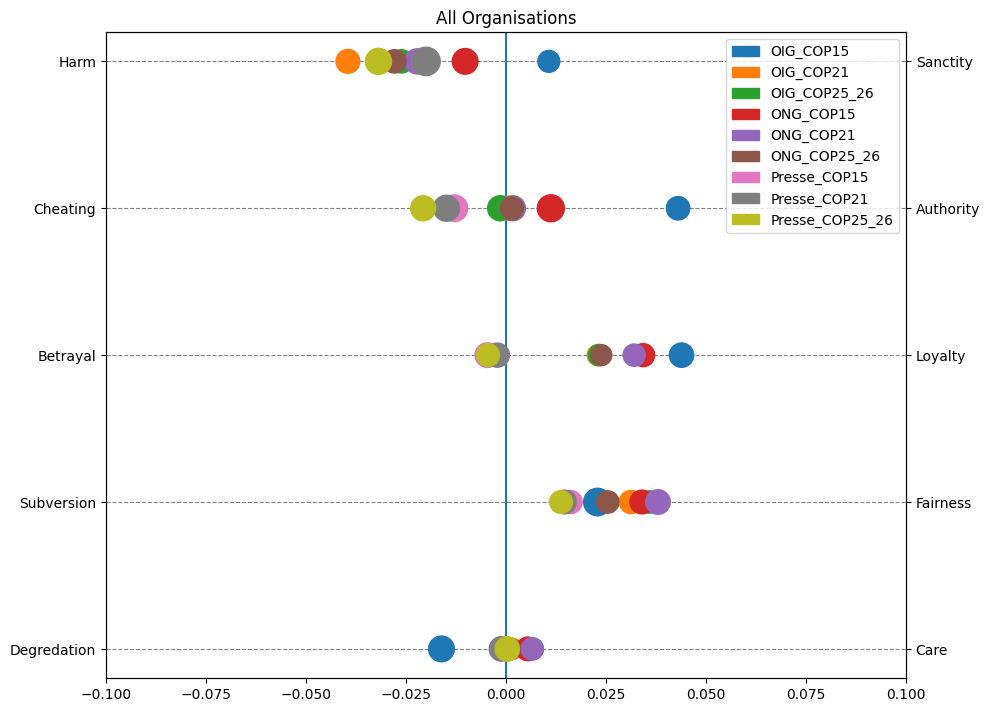 All Organisations
Harm
Sanctity
OIG_COP15
OIG_COP21
OIG_COP25_26
ONG_COP15
ONG_COP21
ONG_COP25_26
Presse_COP15
Presse_COP21
Presse_COP25_26
Cheating
Authority
Betrayal
Loyalty
Subversion
Fairness
Degredation
Care
−0.100 −0.075 −0.050 −0.025 0.000 0.025 0.050 0.075 0.100